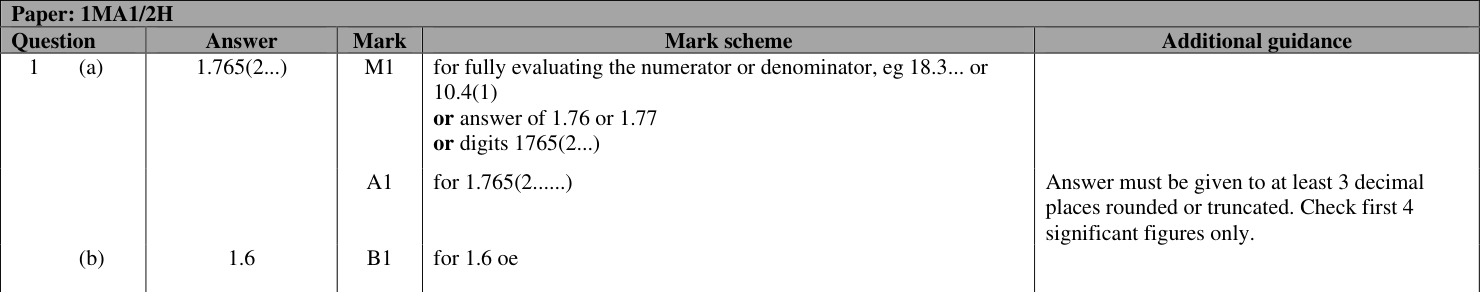 Paper: 1MA1/2H
Question Answer Mark Mark scheme Additional guidance
1 (a) 1.765(2...) M1 for fully evaluating the numerator or denominator, eg 18.3... or
10.4(1)
or answer of 1.76 or 1.77
or digits 1765(2...)
A1 for 1.765(2......) Answer must be given to at least 3 decimal
places rounded or truncated. Check first 4
significant figures only.
(b) 1.6 B1 for 1.6 oe